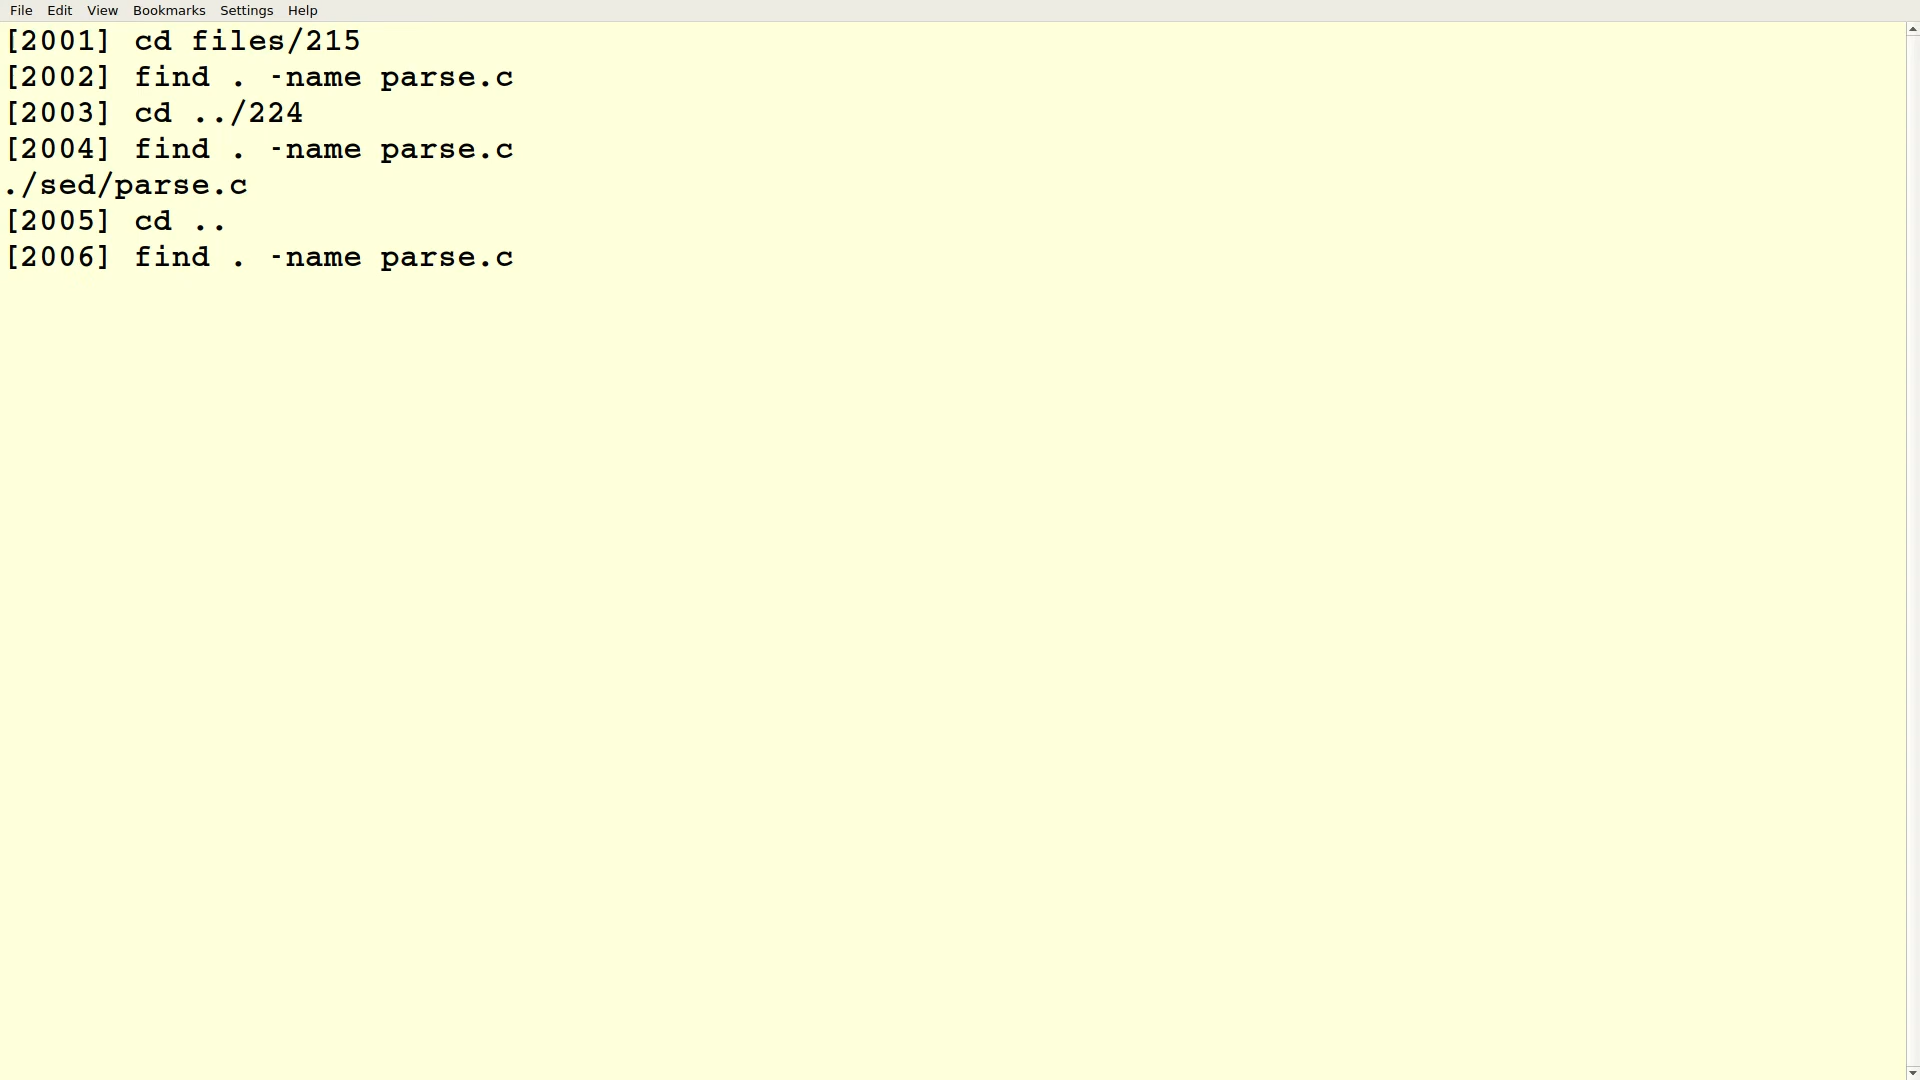 File Edit View Bookmarks Settings Help
[2001] cd files/215
[2002] find . -name parse.c
[2003] cd ../224
[2004] find . -name parse.c
./sed/parse.c
[2005] cd ..
[2006] find . -name parse.c